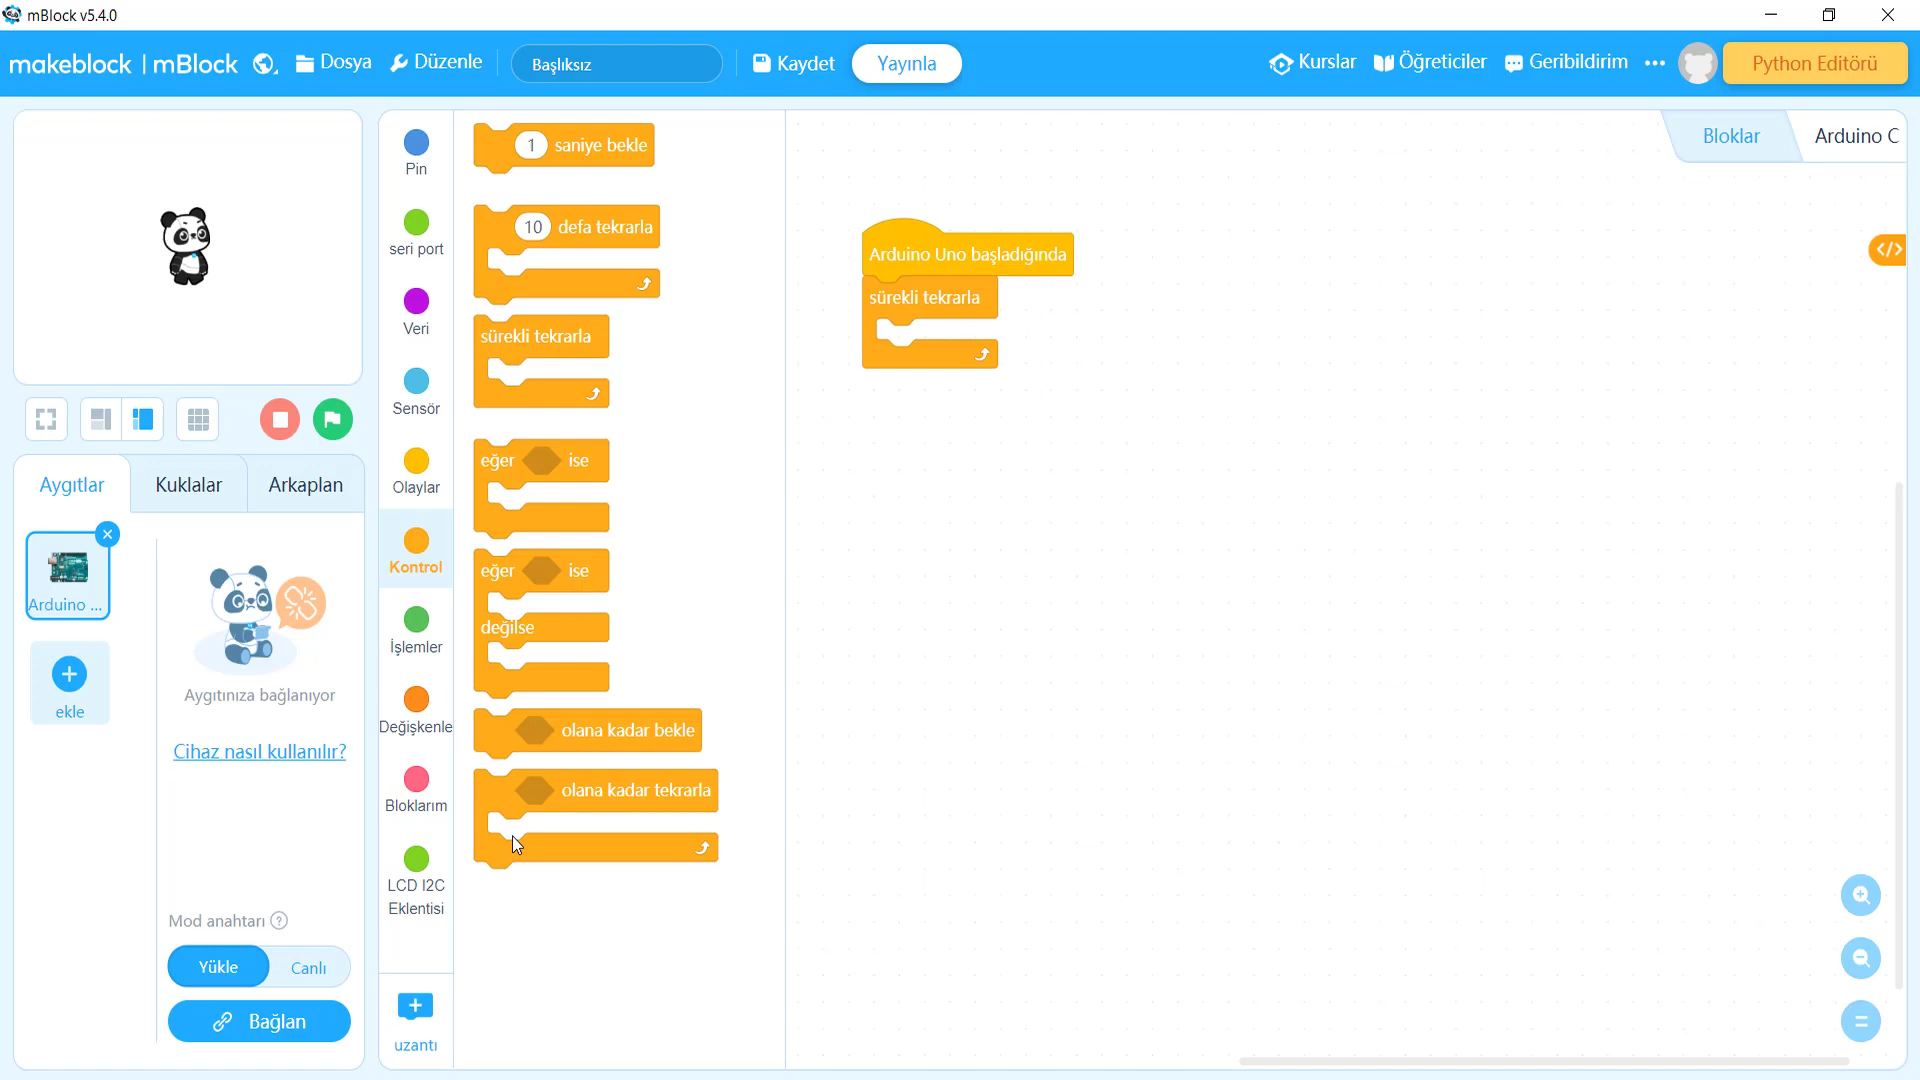 mBlock v5.4.0
makeblock | mBlock
Dosya
Düzenle
Başlıksız
Kaydet
Yayınla
Kurslar
Öğreticiler
Geribildirim
Python Editörü
Pin
seri port
Veri
Sensör
Olaylar
Kontrol
İşlemler
Değişkenle
Bloklarım
LCD I2C
Eklentisi
uzantı
1 saniye bekle
10 defa tekrarla
sürekli tekrarla
eğer ise
eğer ise
değilse
olana kadar bekle
olana kadar tekrarla
Arduino Uno başladığında
sürekli tekrarla
Bloklar
Arduino C
</>
Aygıtlar
Kuklalar
Arkaplan
Arduino ...
ekle
Aygıtınıza bağlanıyor
Cihaz nasıl kullanılır?
Mod anahtarı ?
Yükle
Canlı
Bağlan